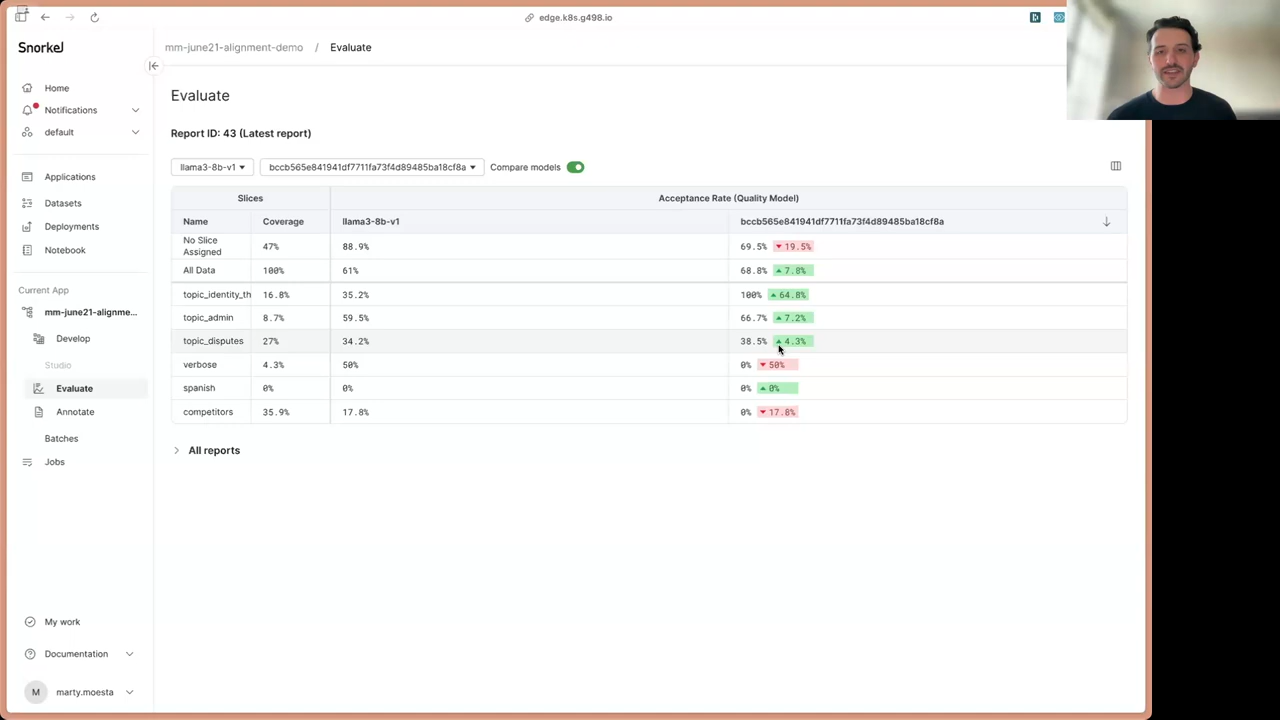 edge.k8s.g498.io
Snorkel
mm-june21-alignment-demo / Evaluate
Home
Notifications
default
Applications
Datasets
Deployments
Notebook
Current App
mm-june21-alignme...
Develop
Studio
Evaluate
Annotate
Batches
Jobs
My work
Documentation
M marty.moesta
Evaluate
Report ID: 43 (Latest report)
llama3-8b-v1 bccb565e841941df7711fa73f4d89485ba18cf8a Compare models
Slices Acceptance Rate (Quality Model)
Name Coverage llama3-8b-v1 bccb565e841941df7711fa73f4d89485ba18cf8a
No Slice Assigned 47% 88.9% 69.5% 19.5%
All Data 100% 61% 68.8% 7.8%
topic_identity_th 16.8% 35.2% 100% 64.8%
topic_admin 8.7% 59.5% 66.7% 7.2%
topic_disputes 27% 34.2% 38.5% 4.3%
verbose 4.3% 50% 0% 50%
spanish 0% 0% 0% 0%
competitors 35.9% 17.8% 0% 17.8%
All reports